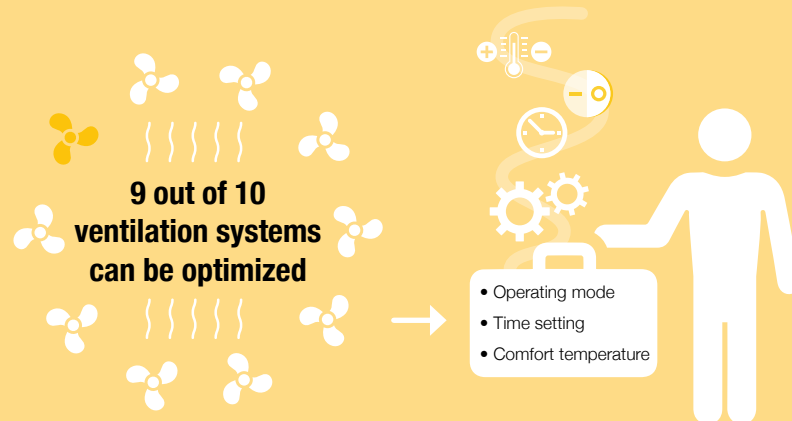 9 out of 10
ventilation systems
can be optimized
• Operating mode
• Time setting
• Comfort temperature